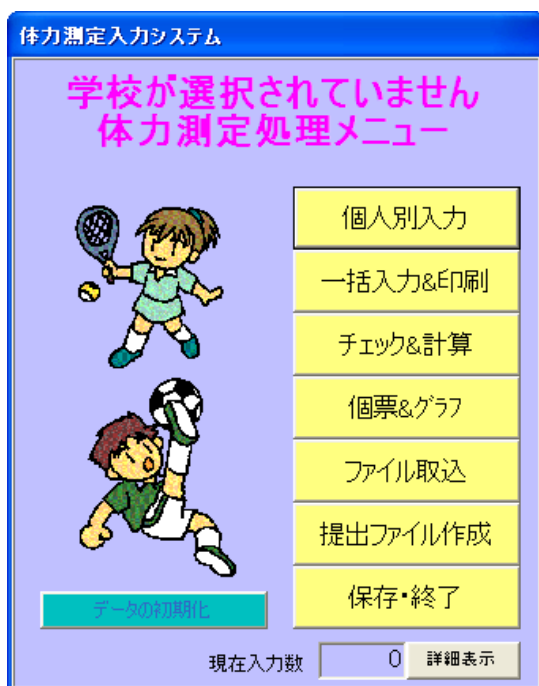 体力測定入力システム
学校が選択されていません
体力測定処理メニュー
個人別入力
一括入力&印刷
チェック&計算
個票&グラフ
ファイル取込
提出ファイル作成
保存・終了
データの初期化
現在入力数 0 詳細表示